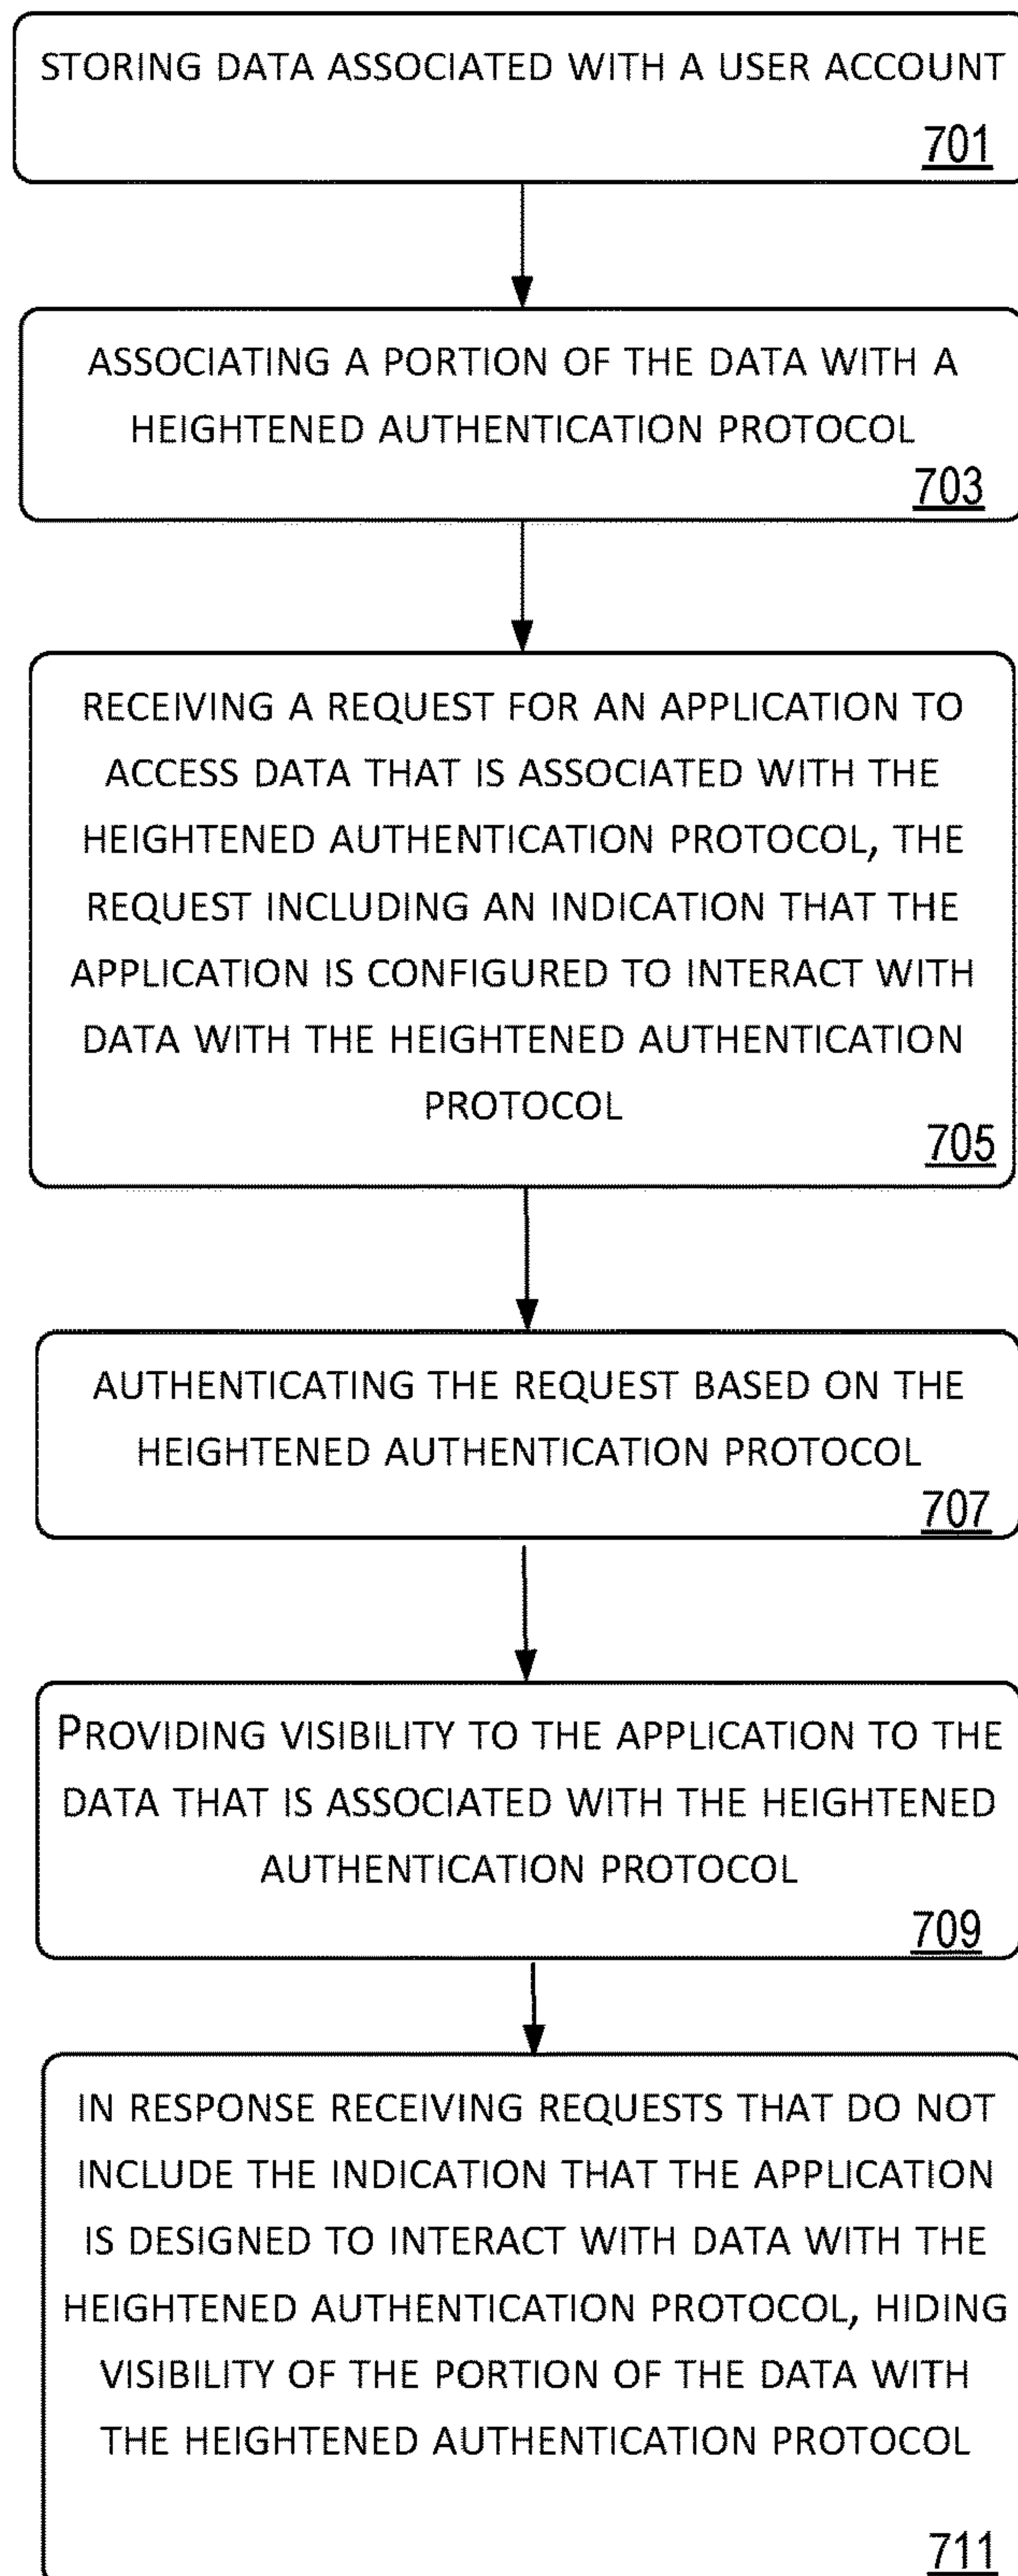 STORING DATA ASSOCIATED WITH A USER ACCOUNT
701
ASSOCIATING A PORTION OF THE DATA WITH A
HEIGHTENED AUTHENTICATION PROTOCOL
703
RECEIVING A REQUEST FOR AN APPLICATION TO
ACCESS DATA THAT IS ASSOCIATED WITH THE
HEIGHTENED AUTHENTICATION PROTOCOL, THE
REQUEST INCLUDING AN INDICATION THAT THE
APPLICATION IS CONFIGURED TO INTERACT WITH
DATA WITH THE HEIGHTENED AUTHENTICATION
PROTOCOL
705
AUTHENTICATING THE REQUEST BASED ON THE
HEIGHTENED AUTHENTICATION PROTOCOL
707
PROVIDING VISIBILITY TO THE APPLICATION TO THE
DATA THAT IS ASSOCIATED WITH THE HEIGHTENED
AUTHENTICATION PROTOCOL
709
IN RESPONSE RECEIVING REQUESTS THAT DO NOT
INCLUDE THE INDICATION THAT THE APPLICATION
IS DESIGNED TO INTERACT WITH DATA WITH THE
HEIGHTENED AUTHENTICATION PROTOCOL, HIDING
VISIBILITY OF THE PORTION OF THE DATA WITH
THE HEIGHTENED AUTHENTICATION PROTOCOL
711